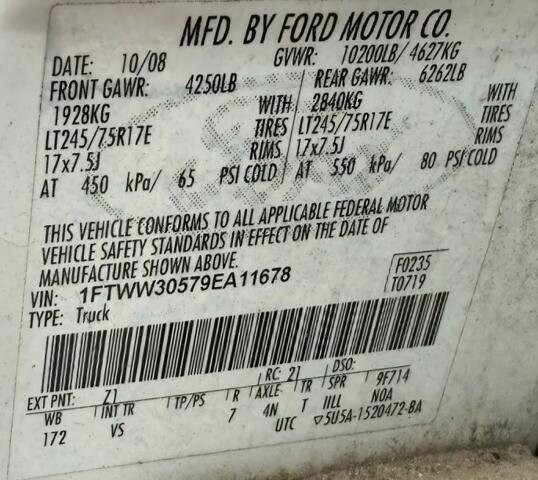 MFD. BY FORD MOTOR CO.
DATE: 10/08 GVWR: 10200LB/ 4627KG
FRONT GAWR: 4250LB REAR GAWR: 6262LB
1928KG WITH 2840KG WITH
LT245/75R17E TIRES LT245/75R17E TIRES
17x7.5J RIMS 17x7.5J RIMS
AT 450 kPa/ 65 PSI COLD AT 550 kPa/ 80 PSI COLD
THIS VEHICLE CONFORMS TO ALL APPLICABLE FEDERAL MOTOR
VEHICLE SAFETY STANDARDS IN EFFECT ON THE DATE OF
MANUFACTURE SHOWN ABOVE.
VIN: 1FTWW30579EA11678 F0235
TYPE: Truck T0719
EXT PNT: Z1 RC: 21 DSO:
WB INT TR TP/PS R AXLE TR SPR 9F714
172 VS 7 4N T IILL NOA
UTC ▽5U5A-1520472-BA